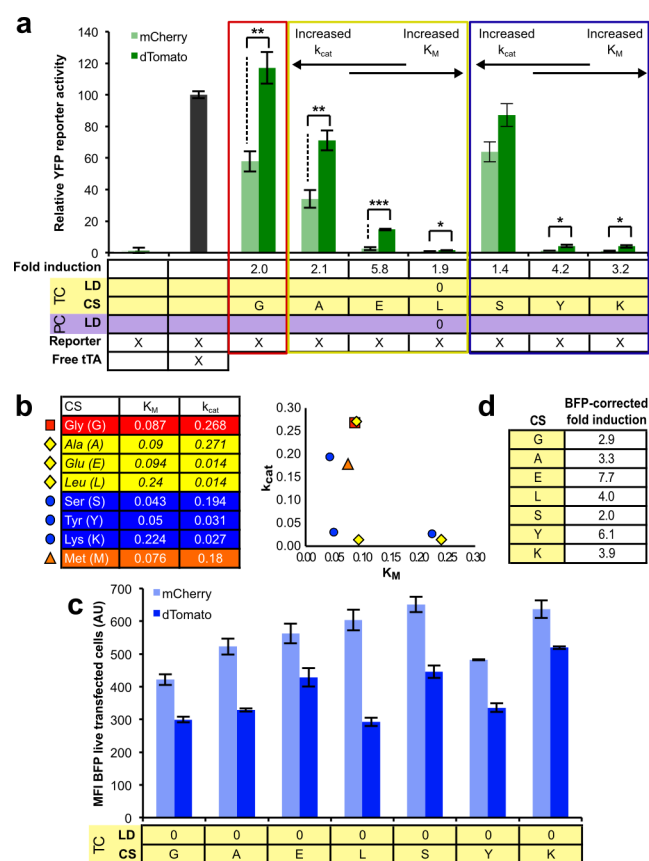 a
Relative YFP reporter activity
140
120
100
80
60
40
20
0
mCherry
dTomato
**
**
***
*
*
*
Increased kcat
Increased KM
Increased kcat
Increased KM
Fold induction 2.0 2.1 5.8 1.9 1.4 4.2 3.2
TC LD 0
CS G A E L S Y K
PC LD 0
Reporter X X X X X X X X X
Free tTA X
b
CS KM kcat
Gly (G) 0.087 0.268
Ala (A) 0.09 0.271
Glu (E) 0.094 0.014
Leu (L) 0.24 0.014
Ser (S) 0.043 0.194
Tyr (Y) 0.05 0.031
Lys (K) 0.224 0.027
Met (M) 0.076 0.18
kcat
0.30
0.25
0.20
0.15
0.10
0.05
0.00
0.00 0.05 0.10 0.15 0.20 0.25 0.30
KM
d
CS BFP-corrected fold induction
G 2.9
A 3.3
E 7.7
L 4.0
S 2.0
Y 6.1
K 3.9
c
MFI BFP live transfected cells (AU)
700
600
500
400
300
200
100
0
mCherry
dTomato
TC LD 0 0 0 0 0 0 0
CS G A E L S Y K